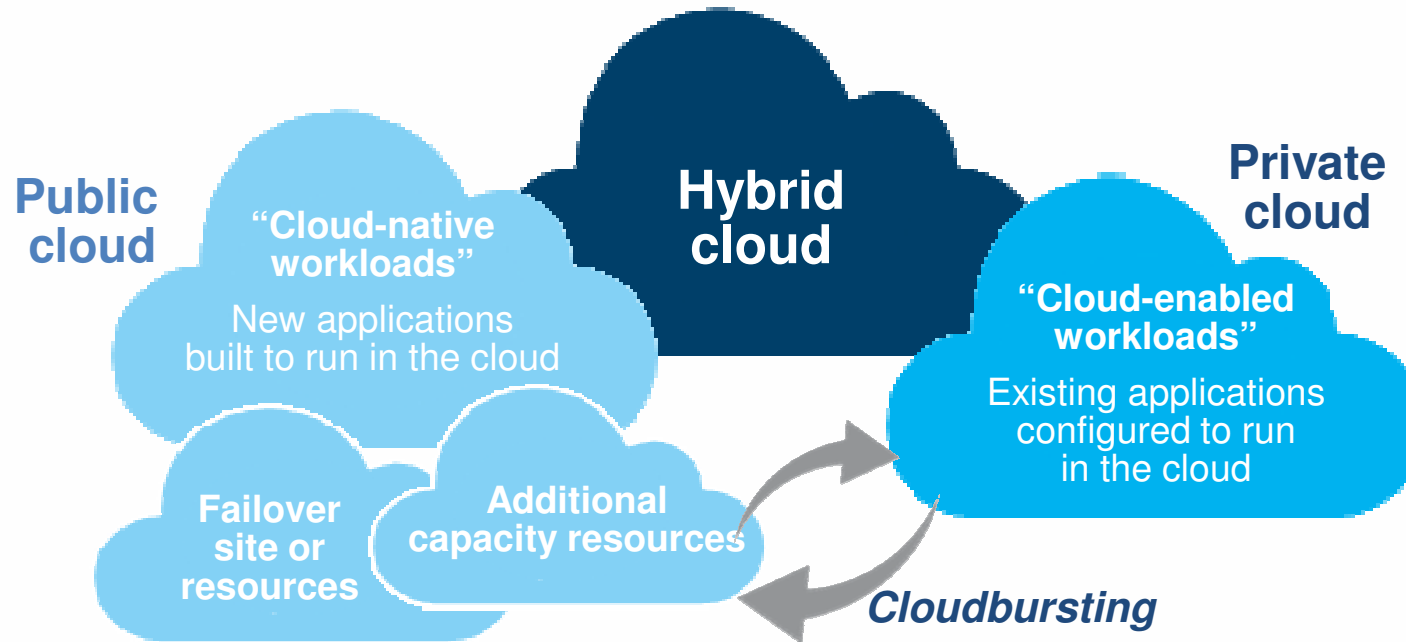 Public
cloud
“Cloud-native
workloads”
New applications
built to run in the cloud
Failover
site or
resources
Additional
capacity resources
Hybrid
cloud
Private
cloud
“Cloud-enabled
workloads”
Existing applications
configured to run
in the cloud
Cloudbursting